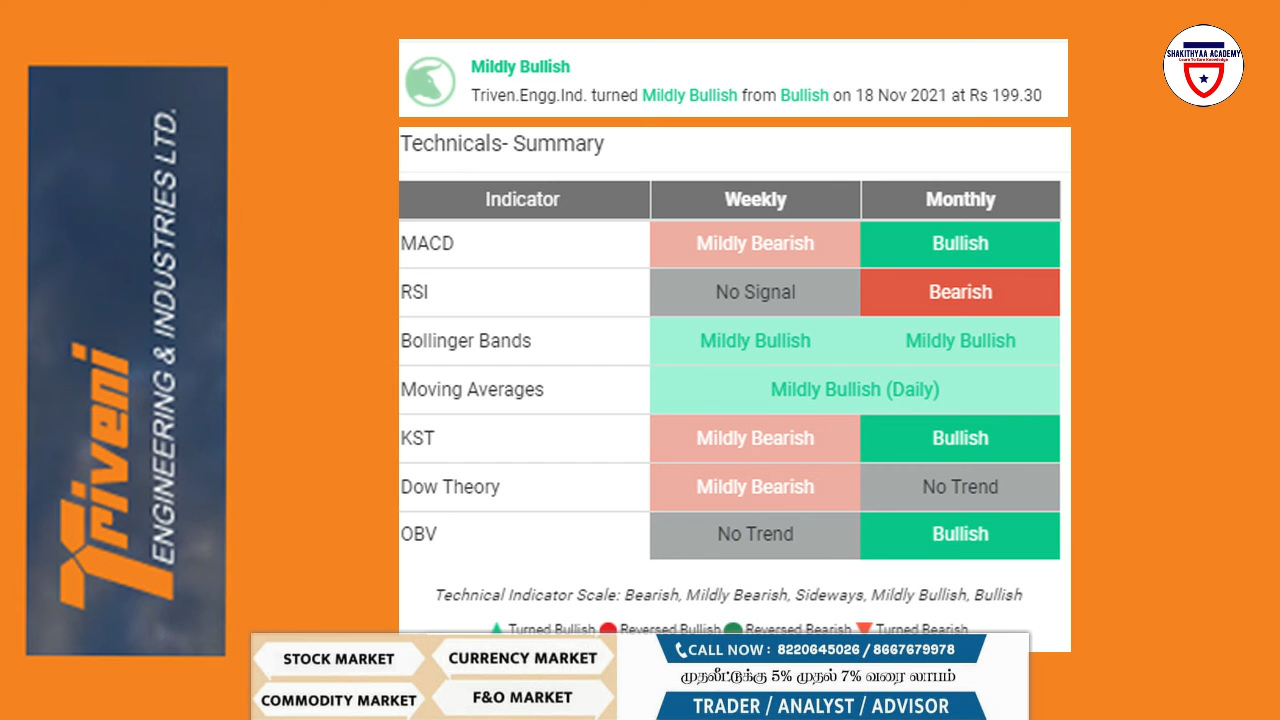 Triveni
ENGINEERING & INDUSTRIES LTD.
Mildly Bullish
Triven.Engg.Ind. turned Mildly Bullish from Bullish on 18 Nov 2021 at Rs 199.30
SHAKITHYAA ACADEMY
Learn To Earn Knowledge
Technicals- Summary
Indicator Weekly Monthly
MACD Mildly Bearish Bullish
RSI No Signal Bearish
Bollinger Bands Mildly Bullish Mildly Bullish
Moving Averages Mildly Bullish (Daily)
KST Mildly Bearish Bullish
Dow Theory Mildly Bearish No Trend
OBV No Trend Bullish
Technical Indicator Scale: Bearish, Mildly Bearish, Sideways, Mildly Bullish, Bullish
Turned Bullish Reversed Bullish Reversed Bearish Turned Bearish
STOCK MARKET
CURRENCY MARKET
COMMODITY MARKET
F&O MARKET
CALL NOW : 8220645026 / 8667679978
முதலீட்டுக்கு 5% முதல் 7% வரை லாபம்
TRADER / ANALYST / ADVISOR